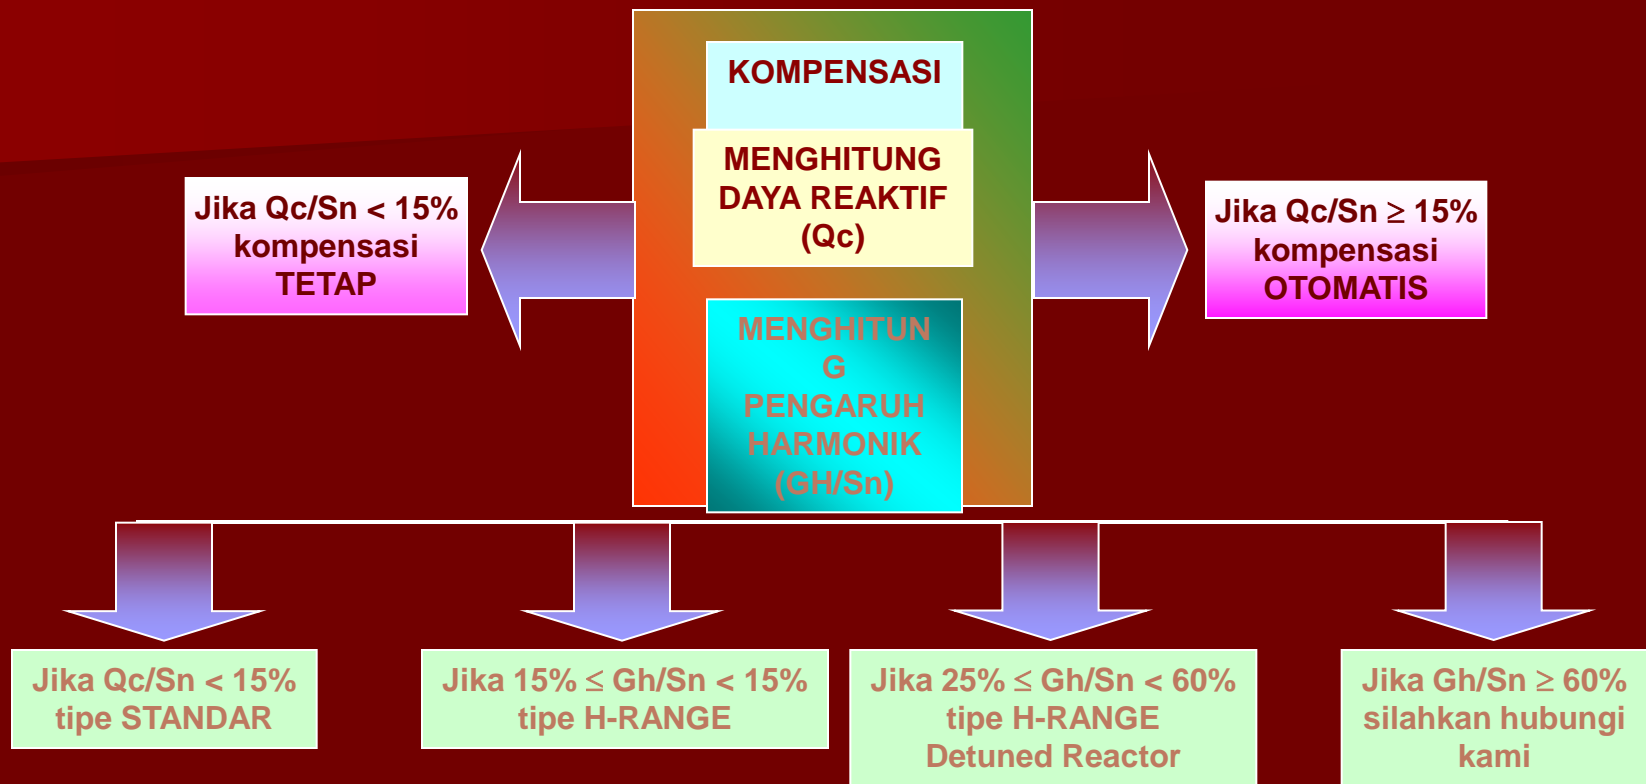 KOMPENSASI
MENGHITUNG
DAYA REAKTIF
(Qc)
Jika Qc/Sn < 15%
kompensasi
TETAP
Jika Qc/Sn ≥ 15%
kompensasi
OTOMATIS
MENGHITUN
G
PENGARUH
HARMONIK
(GH/Sn)
Jika Qc/Sn < 15%
tipe STANDAR
Jika 15% ≤ Gh/Sn < 15%
tipe H-RANGE
Jika 25% ≤ Gh/Sn < 60%
tipe H-RANGE
Detuned Reactor
Jika Gh/Sn ≥ 60%
silahkan hubungi
kami